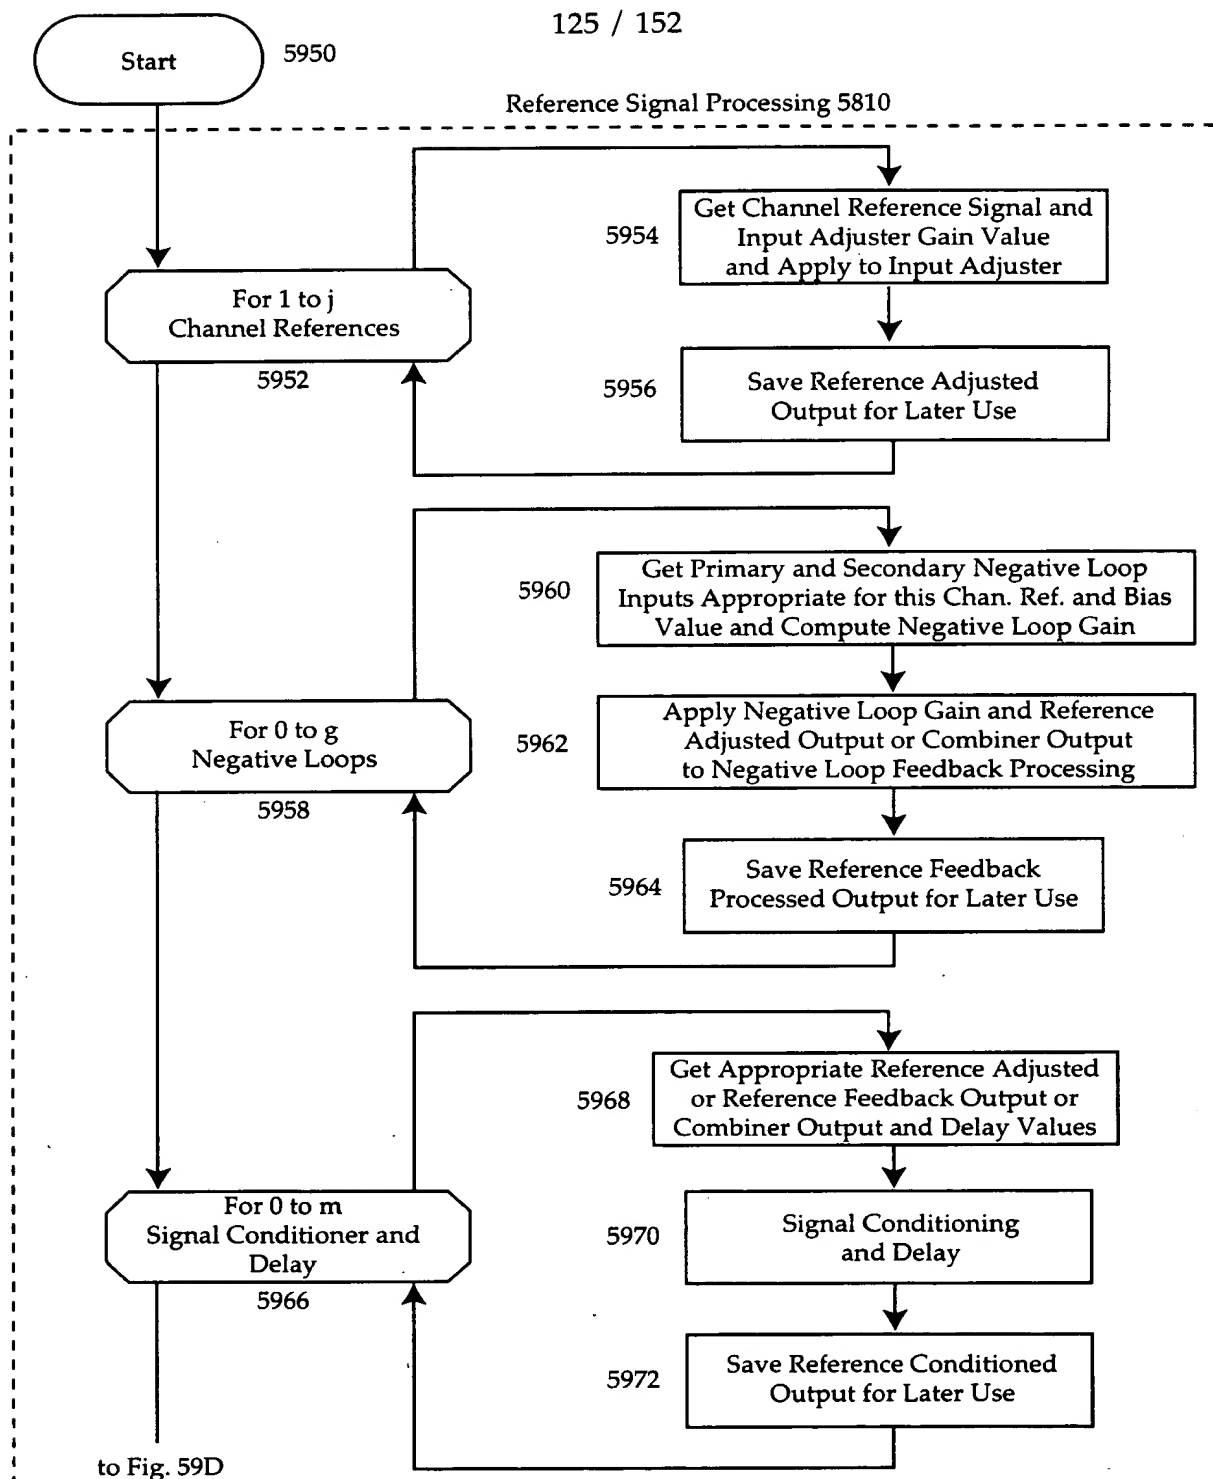 125 / 152
Start
5950
Reference Signal Processing 5810
5954
Get Channel Reference Signal and
Input Adjuster Gain Value
and Apply to Input Adjuster
For 1 to j
Channel References
5952
5956
Save Reference Adjusted
Output for Later Use
5960
Get Primary and Secondary Negative Loop
Inputs Appropriate for this Chan. Ref. and Bias
Value and Compute Negative Loop Gain
For 0 to g
Negative Loops
5958
5962
Apply Negative Loop Gain and Reference
Adjusted Output or Combiner Output
to Negative Loop Feedback Processing
5964
Save Reference Feedback
Processed Output for Later Use
5968
Get Appropriate Reference Adjusted
or Reference Feedback Output or
Combiner Output and Delay Values
For 0 to m
Signal Conditioner and
Delay
5966
5970
Signal Conditioning
and Delay
5972
Save Reference Conditioned
Output for Later Use
to Fig. 59D